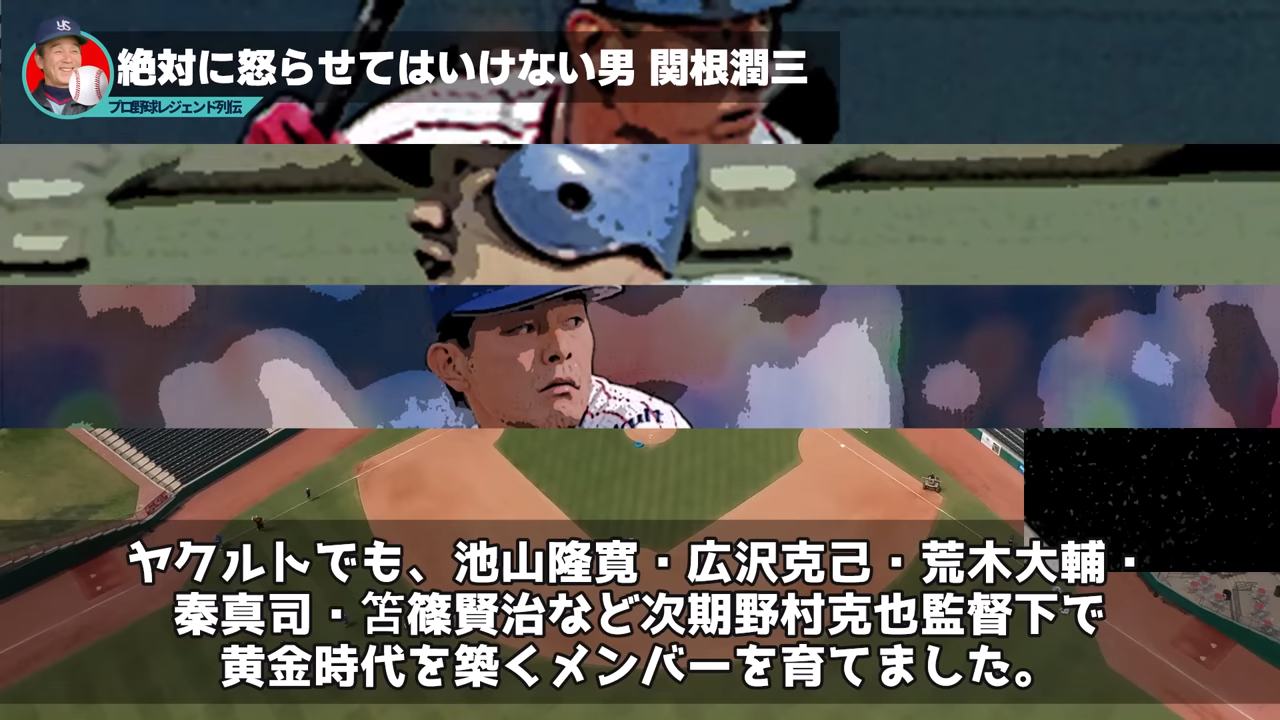 YS
絶対に怒らせてはいけない男 関根潤三
プロ野球レジェンド列伝
ヤクルトでも、池山隆寛・広沢克己・荒木大輔・
秦真司・笘篠賢治など次期野村克也監督下で
黄金時代を築くメンバーを育てました。